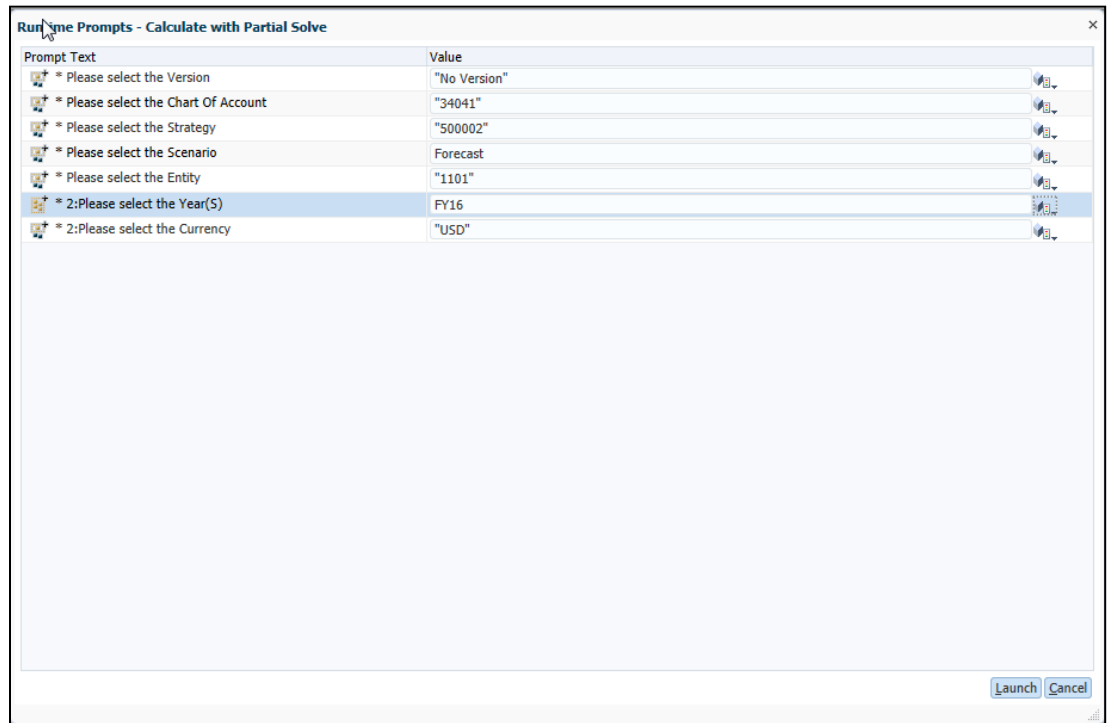 Runtime Prompts - Calculate with Partial Solve
Prompt Text Value
* Please select the Version "No Version"
* Please select the Chart Of Account "34041"
* Please select the Strategy "500002"
* Please select the Scenario Forecast
* Please select the Entity "1101"
* 2:Please select the Year(S) FY16
* 2:Please select the Currency "USD"
Launch Cancel